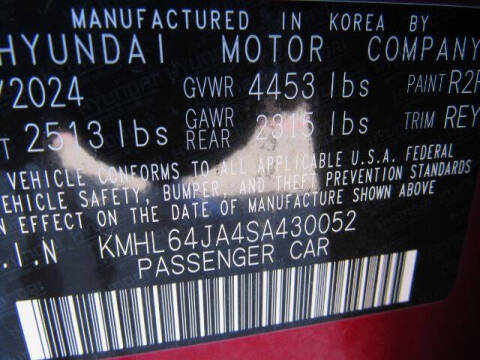 MANUFACTURED IN KOREA BY
HYUNDAI MOTOR COMPANY
/2024 GVWR 4453 lbs PAINT R2P
T 2513 lbs GAWR REAR 2315 lbs TRIM REY
VEHICLE CONFORMS TO ALL APPLICABLE U.S.A. FEDERAL
VEHICLE SAFETY, BUMPER, AND THEFT PREVENTION STANDARDS
IN EFFECT ON THE DATE OF MANUFACTURE SHOWN ABOVE
.I.N KMHL64JA4SA430052
PASSENGER CAR